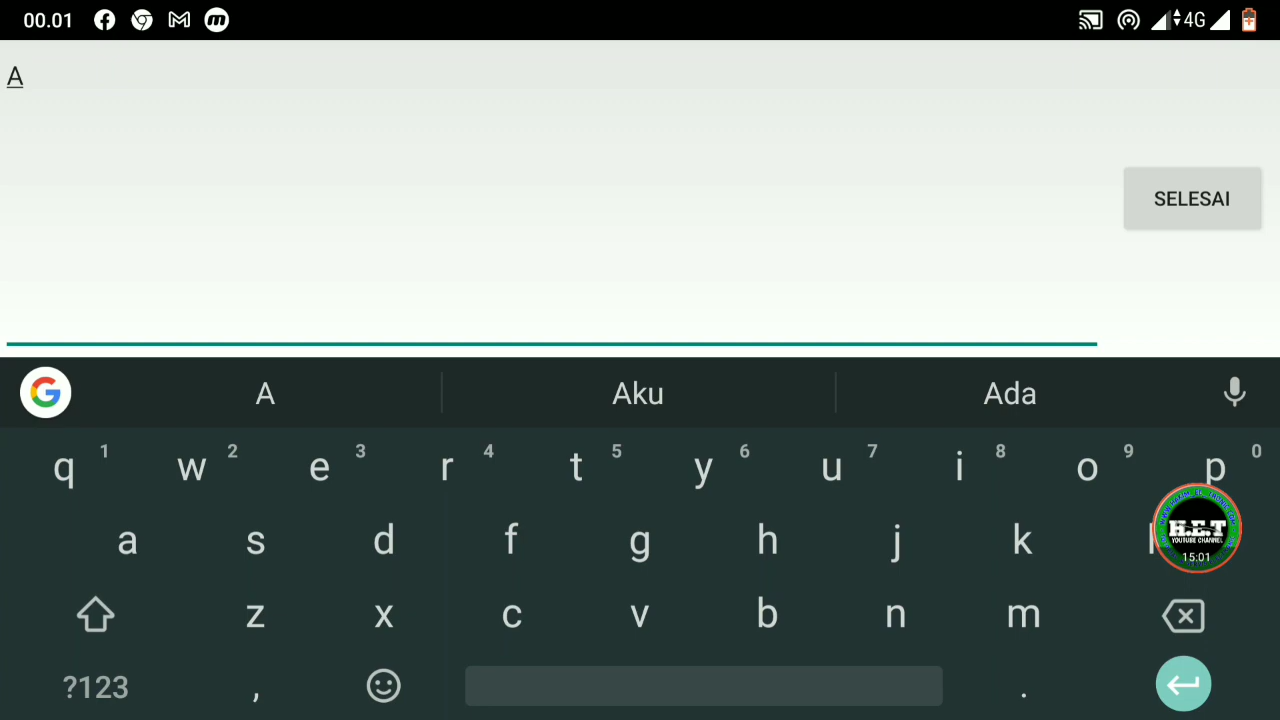 00.01 4G
A
SELESAI
A Aku Ada
q 1 w 2 e 3 r 4 t 5 y 6 u 7 i 8 o 9 p 0
a s d f g h j k
H.E.T
YOUTUBE CHANNEL
15:01
z x c v b n m
?123 , .